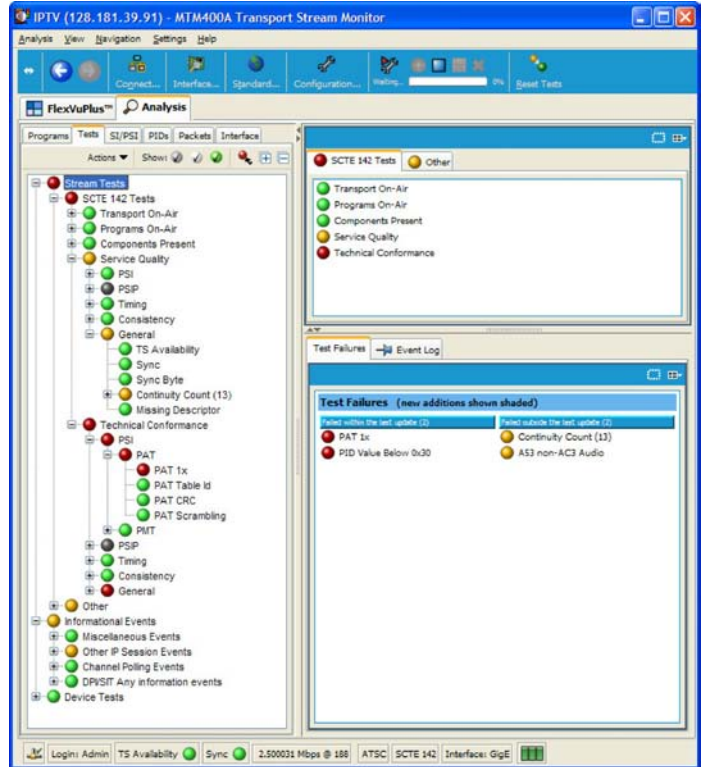 IPTV (128.181.39.91) - MTM400A Transport Stream Monitor
Analysis View Navigation Settings Help
Connect... Interface... Standard... Configuration... Waiting... 0% Reset Tests
FlexVuPlus™ Analysis
Programs Tests SI/PSI PIDs Packets Interface
Actions Show:
Stream Tests
SCTE 142 Tests
Transport On-Air
Programs On-Air
Components Present
Service Quality
PSI
PSIP
Timing
Consistency
General
TS Availability
Sync
Sync Byte
Continuity Count (13)
Missing Descriptor
Technical Conformance
PSI
PAT
PAT 1x
PAT Table Id
PAT CRC
PAT Scrambling
PMT
PSIP
Timing
Consistency
General
Other
Informational Events
Miscellaneous Events
Other IP Session Events
Channel Polling Events
DPI/SIT Any information events
Device Tests
SCTE 142 Tests Other
Transport On-Air
Programs On-Air
Components Present
Service Quality
Technical Conformance
Test Failures Event Log
Test Failures (new additions shown shaded)
Failed within the last update (2) Failed outside the last update (2)
PAT 1x Continuity Count (13)
PID Value Below 0x30 A53 non-AC3 Audio
Login: Admin TS Availability Sync 2.500031 Mbps @ 188 ATSC SCTE 142 Interface: GigE